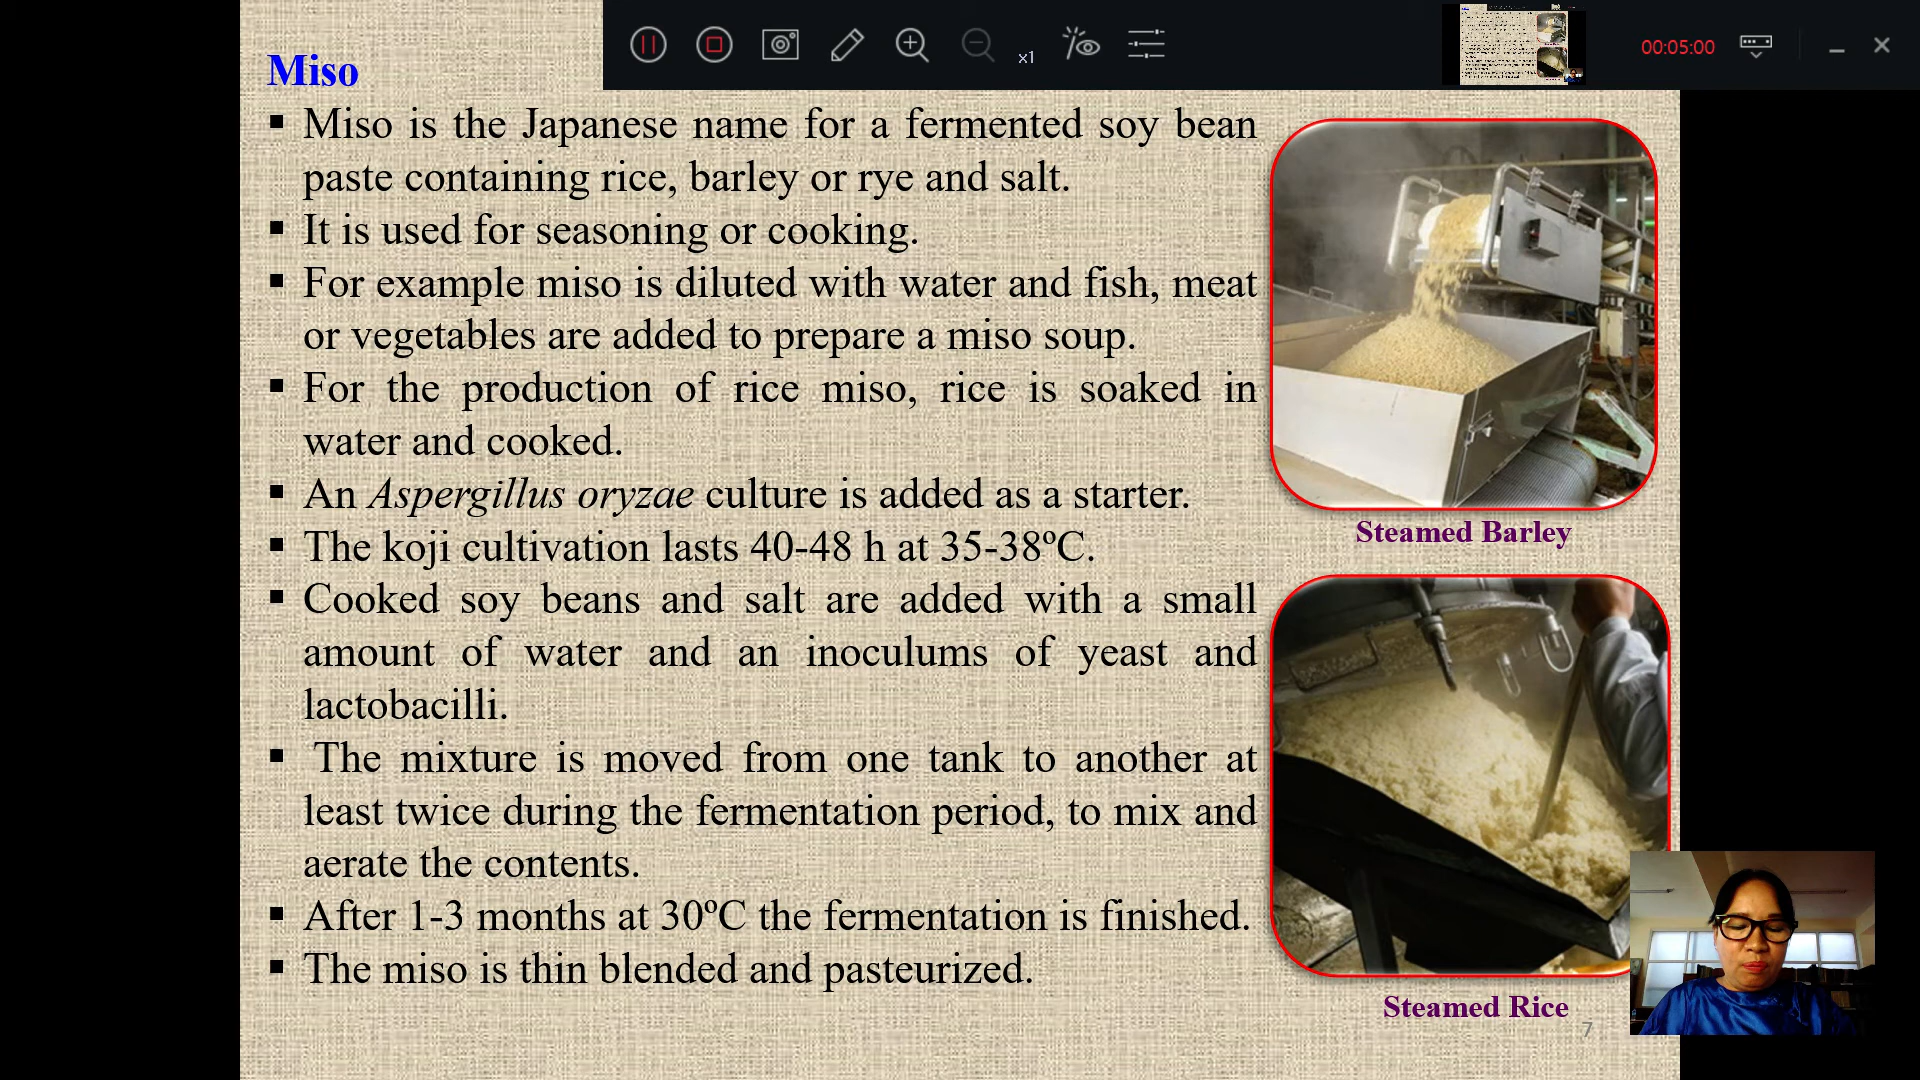 Miso
▪ Miso is the Japanese name for a fermented soy bean
paste containing rice, barley or rye and salt.
▪ It is used for seasoning or cooking.
▪ For example miso is diluted with water and fish, meat
or vegetables are added to prepare a miso soup.
▪ For the production of rice miso, rice is soaked in
water and cooked.
▪ An Aspergillus oryzae culture is added as a starter.
▪ The koji cultivation lasts 40-48 h at 35-38ºC.
▪ Cooked soy beans and salt are added with a small
amount of water and an inoculums of yeast and
lactobacilli.
▪ The mixture is moved from one tank to another at
least twice during the fermentation period, to mix and
aerate the contents.
▪ After 1-3 months at 30ºC the fermentation is finished.
▪ The miso is thin blended and pasteurized.
x1
00:05:00
Steamed Barley
Steamed Rice
7